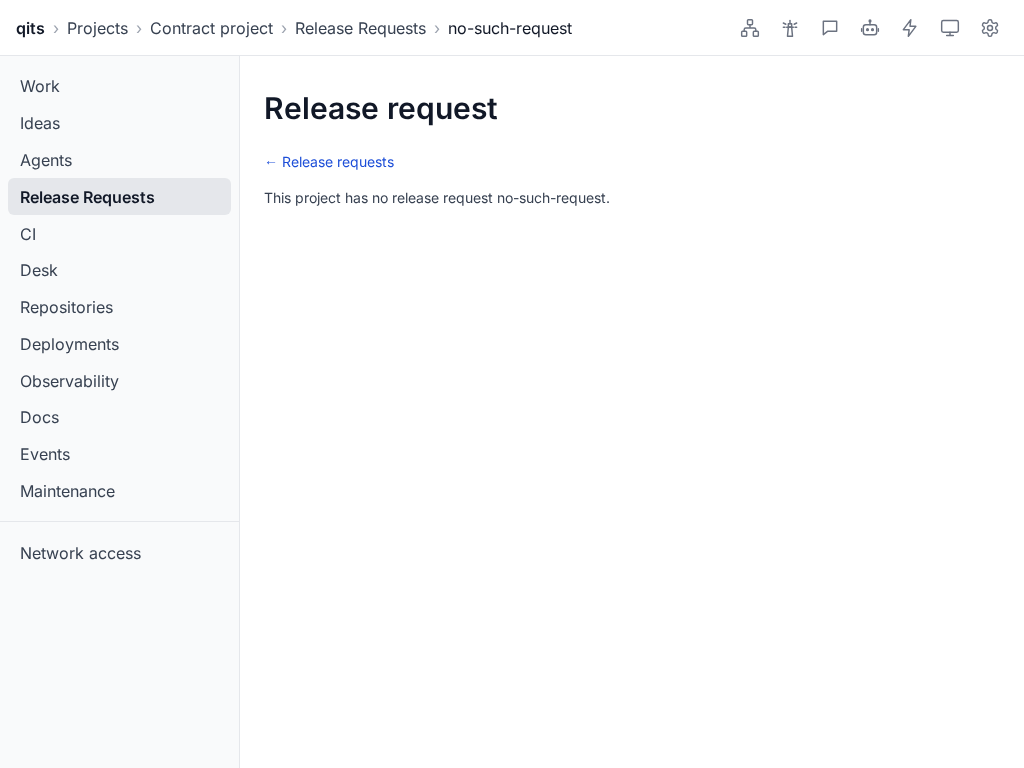 qits › Projects › Contract project › Release Requests › no-such-request
Work
Ideas
Agents
Release Requests
CI
Desk
Repositories
Deployments
Observability
Docs
Events
Maintenance
Network access
Release request
← Release requests
This project has no release request no-such-request.